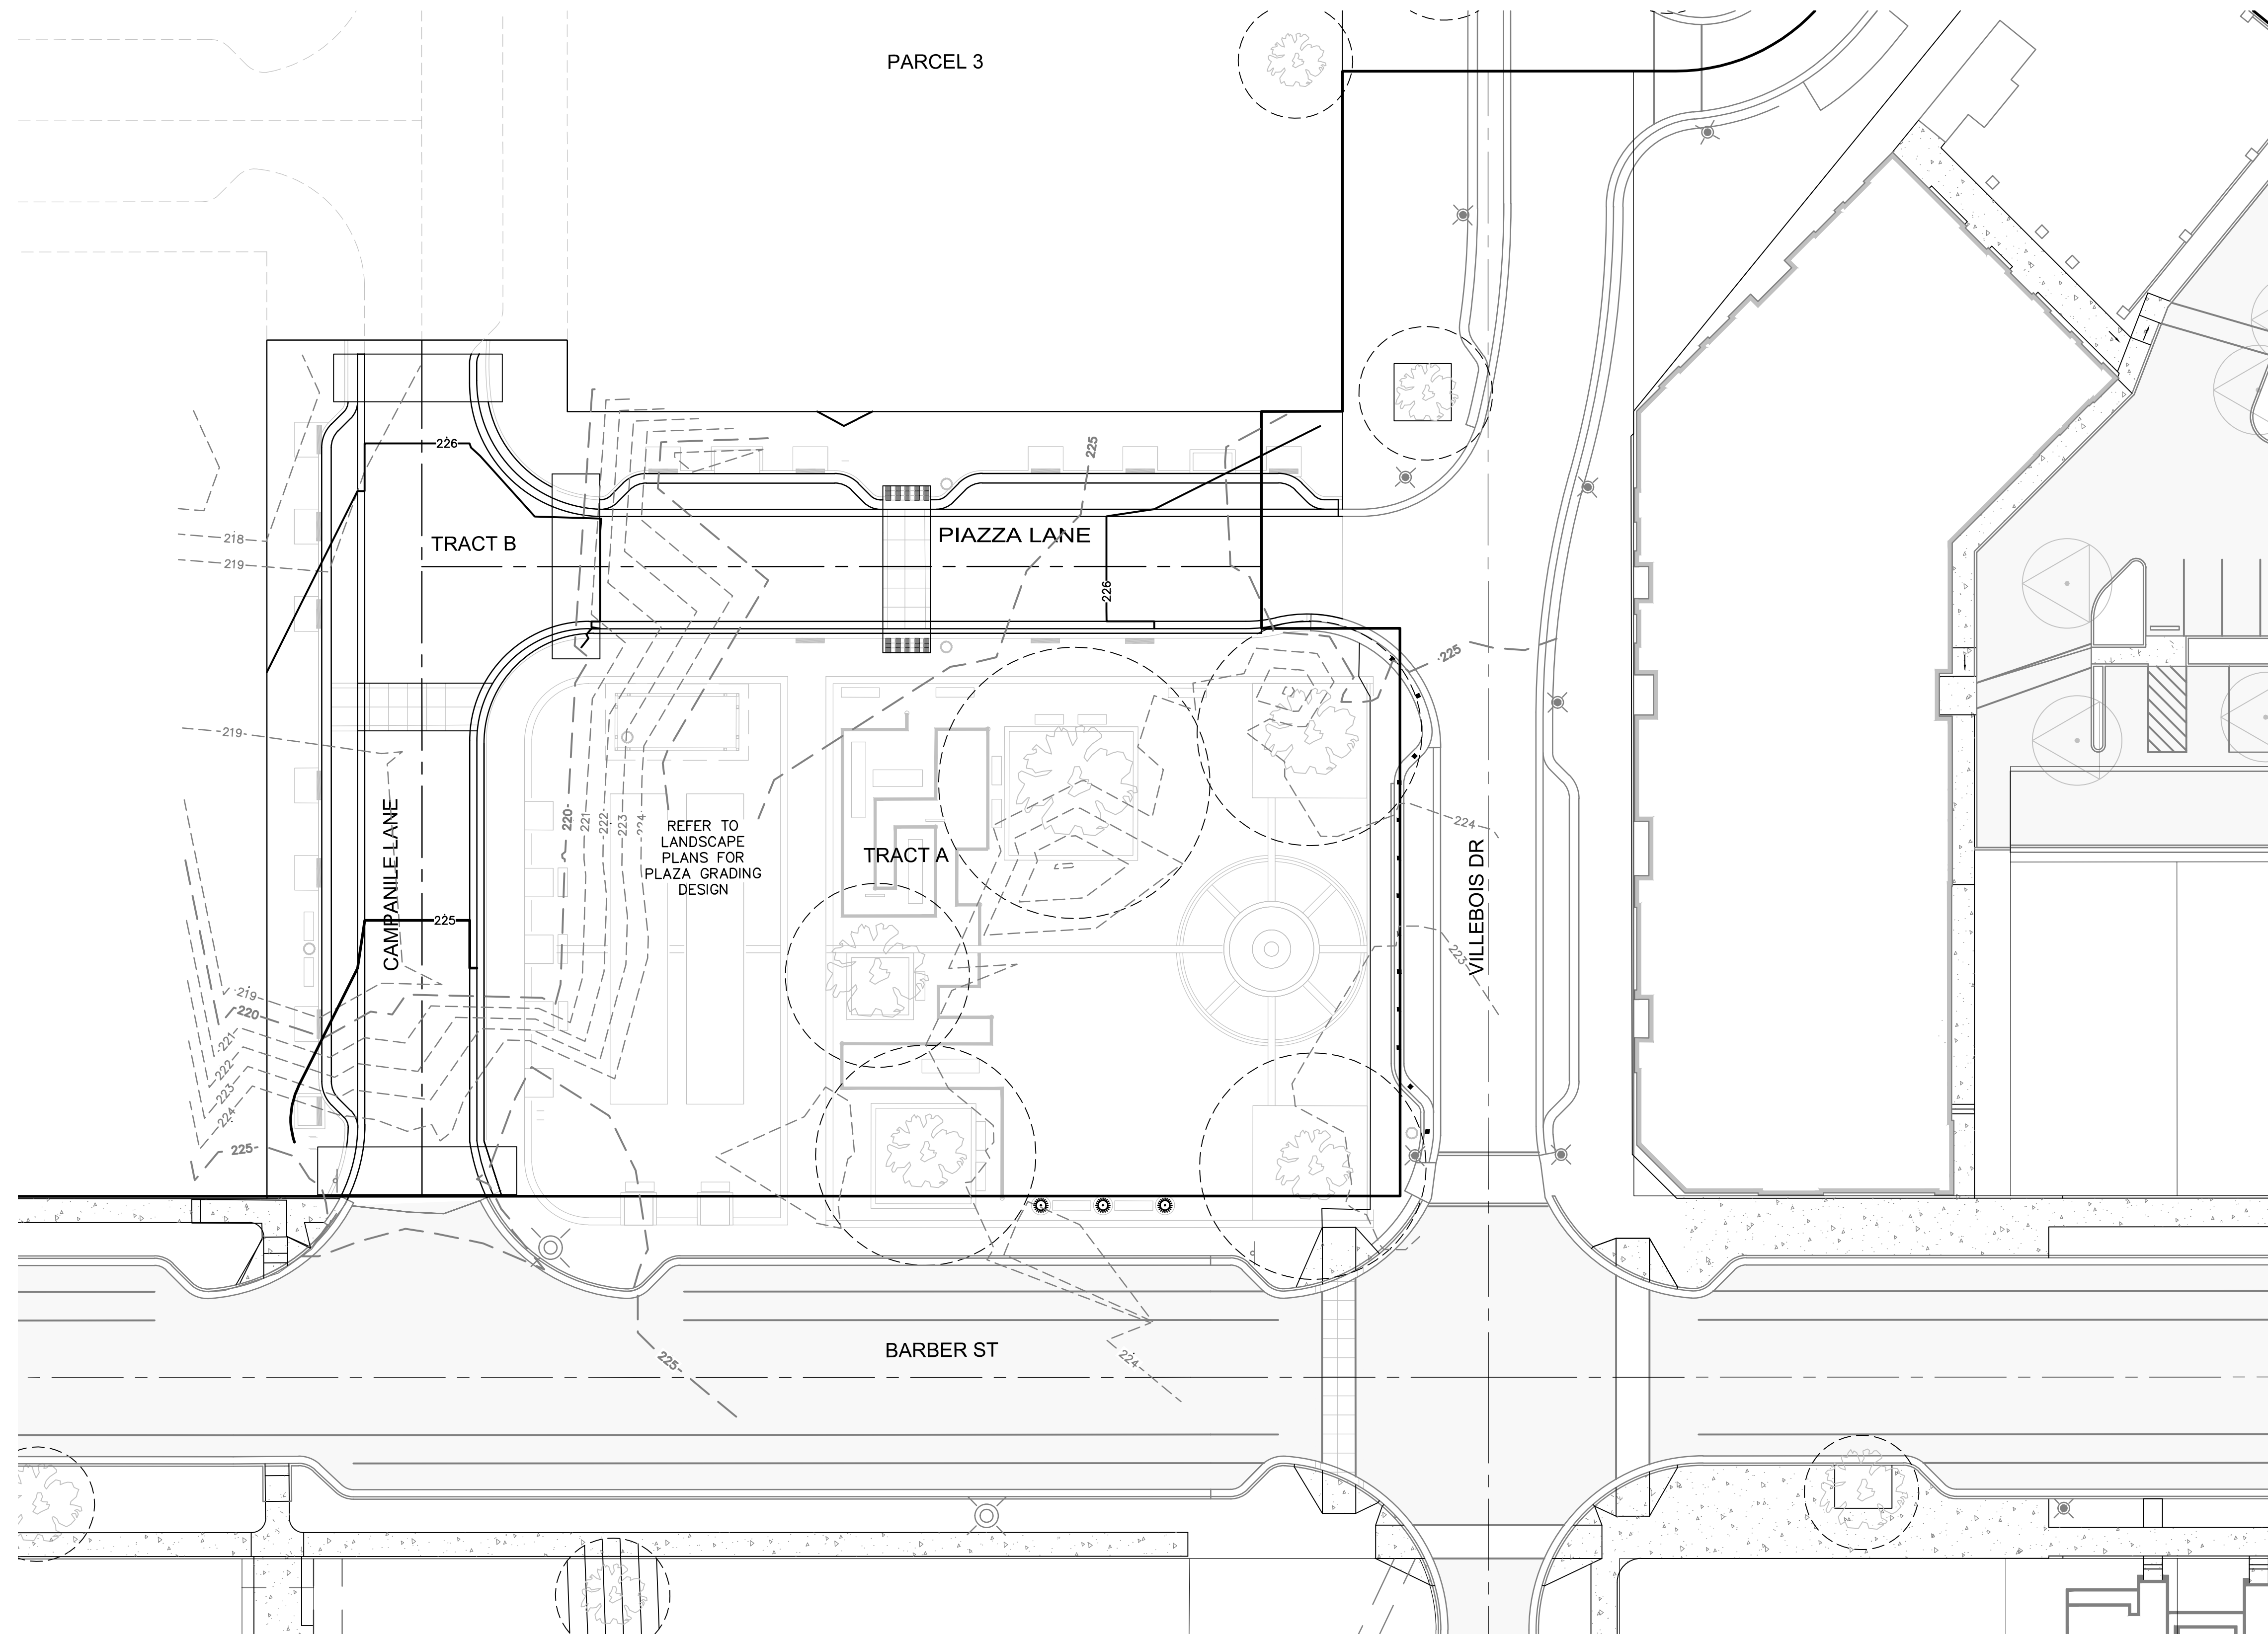 PARCEL 3
226
225
TRACT B
PIAZZA LANE
218
219
226
225
219
CAMPANILE LANE
220
221
222
223
224
REFER TO
LANDSCAPE
PLANS FOR
PLAZA GRADING
DESIGN
TRACT A
224
VILLEBOIS DR
225
223
219
220
221
222
223
224
225
BARBER ST
225
224